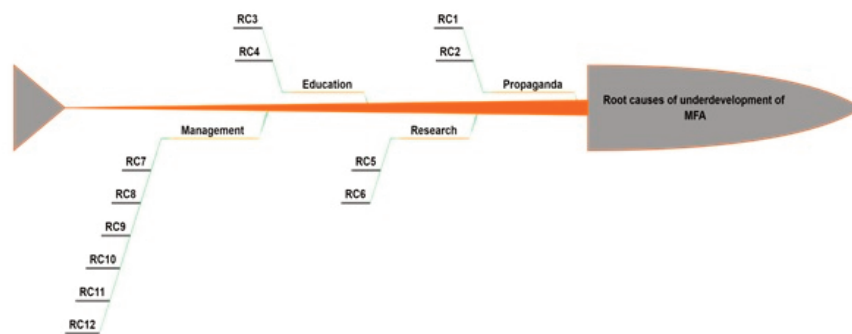 RC3
RC4
Education
RC1
RC2
Propaganda
Root causes of underdevelopment of
MFA
Management
RC7
RC8
RC9
RC10
RC11
RC12
Research
RC5
RC6